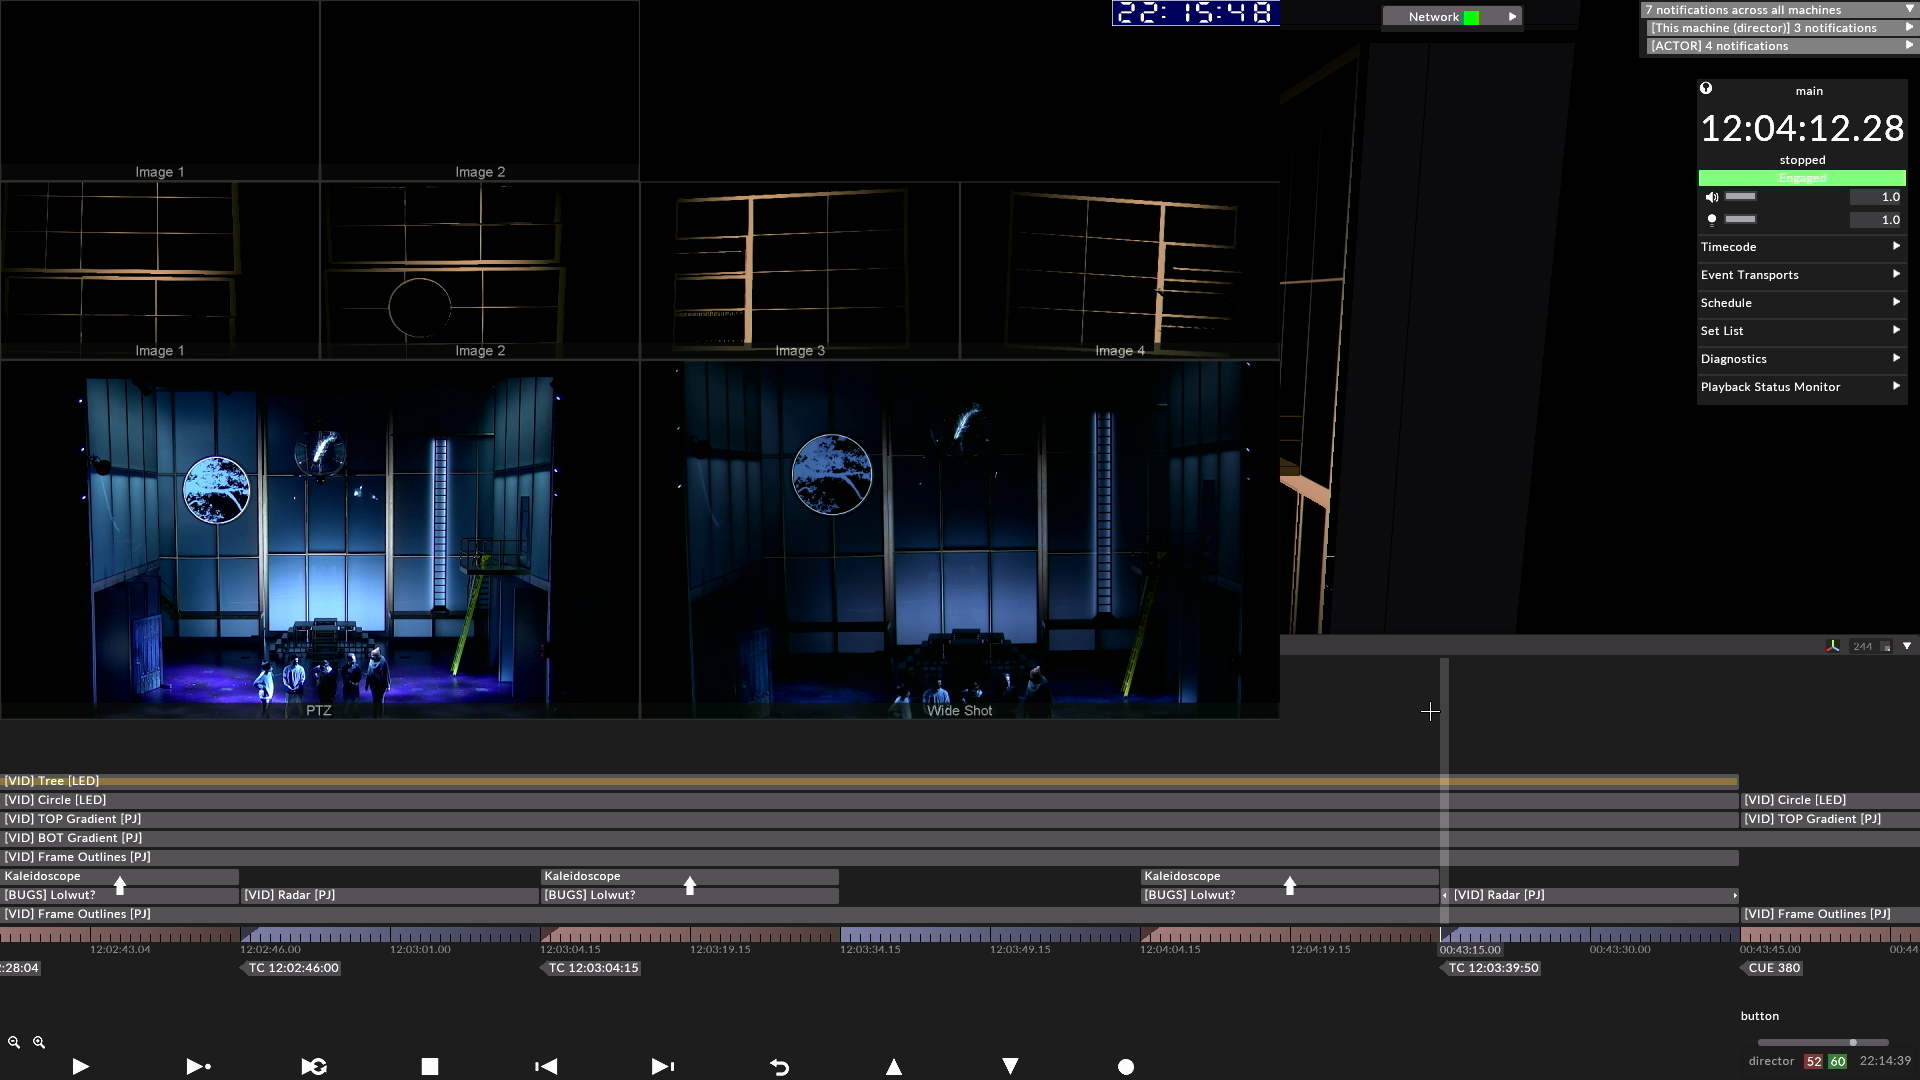 22:15:48
Network
7 notifications across all machines
[This machine (director)] 3 notifications
[ACTOR] 4 notifications
main
12:04:12.28
stopped
Engaged
1.0
1.0
Timecode
Event Transports
Schedule
Set List
Diagnostics
Playback Status Monitor
Image 1
Image 2
Image 1
Image 2
Image 3
Image 4
PTZ
Wide Shot
244
[VID] Tree [LED]
[VID] Circle [LED]
[VID] Circle [LED]
[VID] TOP Gradient [PJ]
[VID] TOP Gradient [PJ]
[VID] BOT Gradient [PJ]
[VID] Frame Outlines [PJ]
Kaleidoscope
Kaleidoscope
Kaleidoscope
[BUGS] Lolwut?
[VID] Radar [PJ]
[BUGS] Lolwut?
[BUGS] Lolwut?
[VID] Radar [PJ]
[VID] Frame Outlines [PJ]
[VID] Frame Outlines [PJ]
12:02:43.04
12:02:46.00
12:03:01.00
12:03:04.15
12:03:19.15
12:03:34.15
12:03:49.15
12:04:04.15
12:04:19.15
00:43:15.00
00:43:30.00
00:43:45.00
00:44
:28:04
TC 12:02:46:00
TC 12:03:04:15
TC 12:03:39:50
CUE 380
button
director
52
60
22:14:39